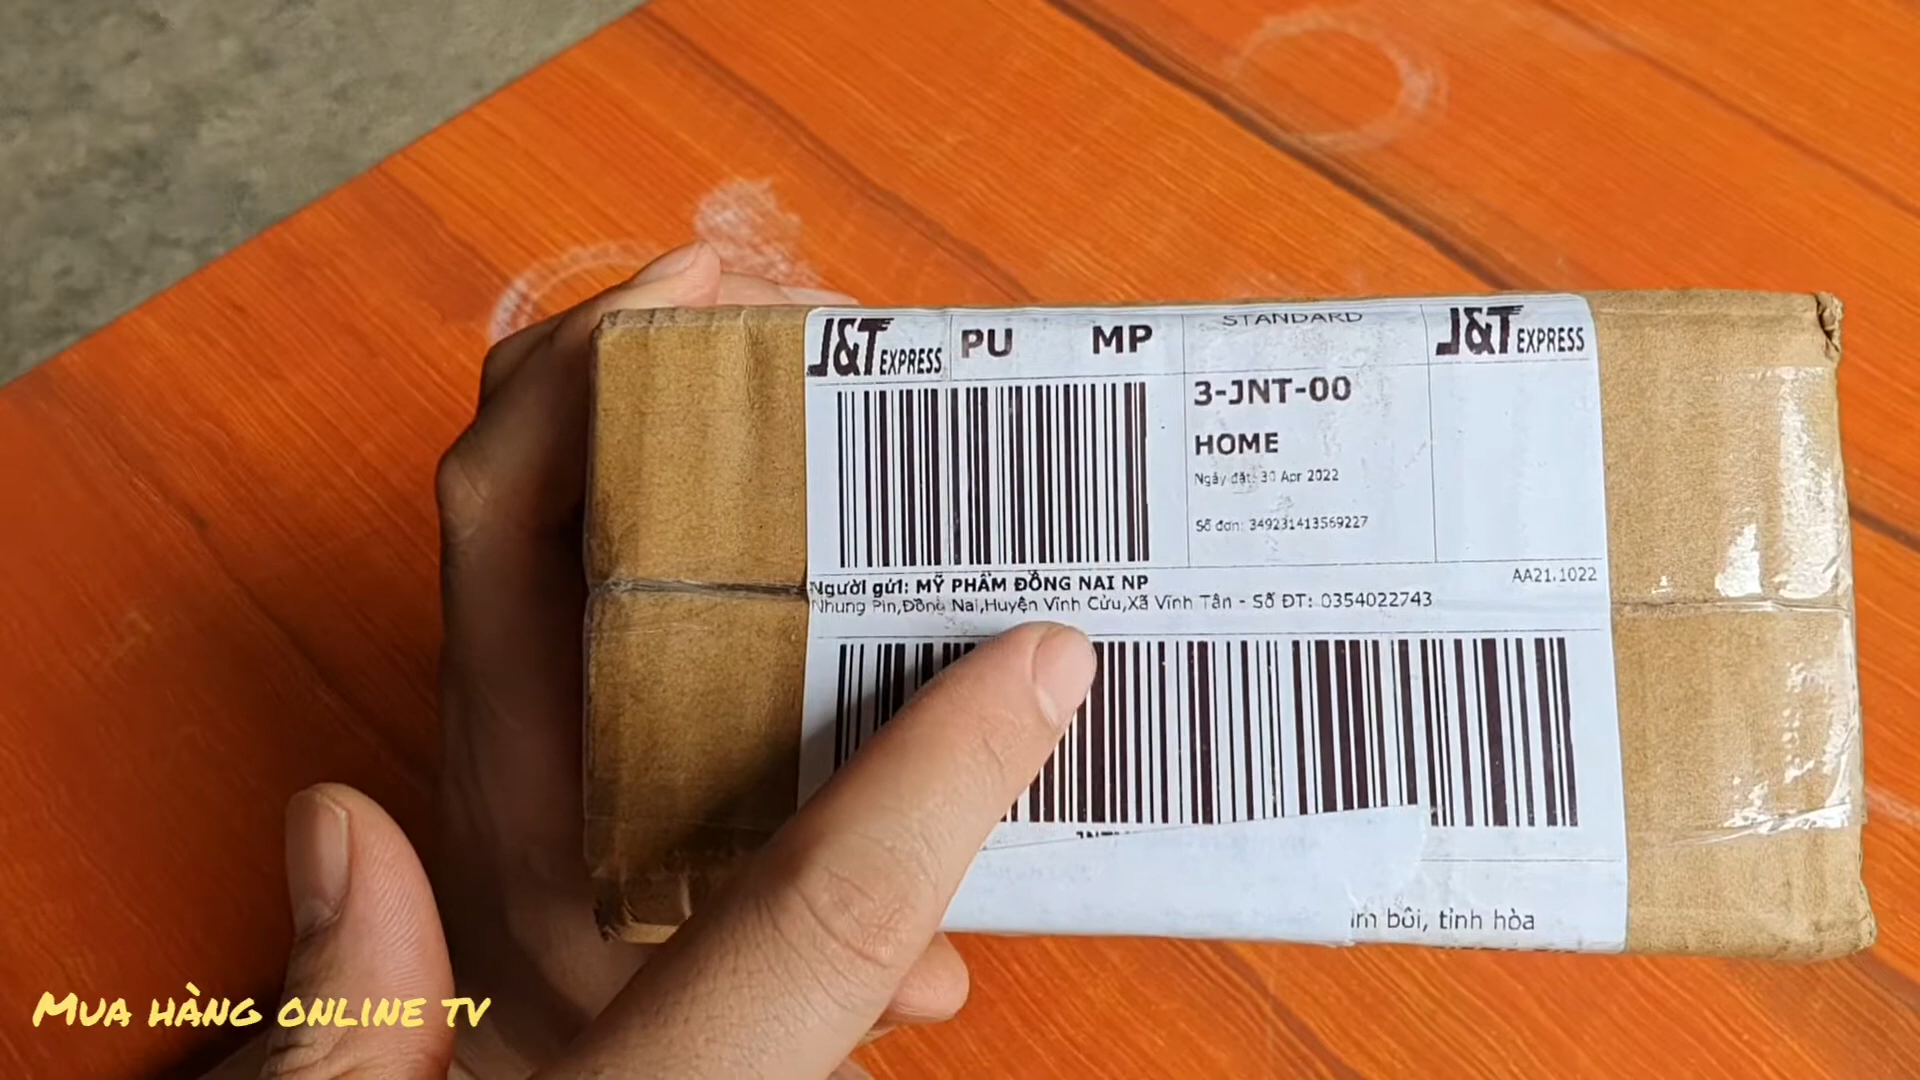 J&T EXPRESS
PU MP
STANDARD
J&T EXPRESS
3-JNT-00
HOME
Ngày đặt: 30 Apr 2022
Số đơn: 349231413569227
Người gửi: MỸ PHẨM ĐỒNG NAI NP
AA21.1022
Nhung Pin,Đồng Nai,Huyện Vĩnh Cửu,Xã Vĩnh Tân - Số ĐT: 0354022743
bôi, tỉnh hòa
MUA HÀNG ONLINE TV